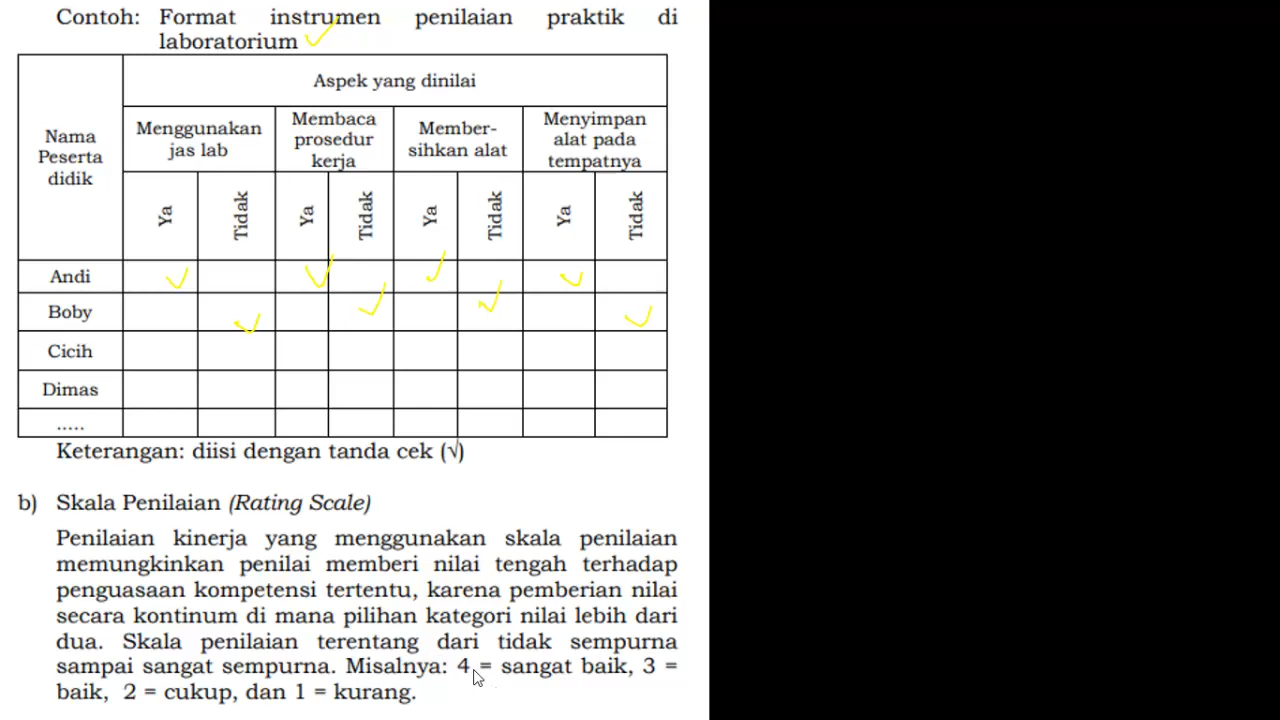 Contoh: Format instrumen penilaian praktik di
laboratorium
Aspek yang dinilai
Nama
Peserta
didik
Menggunakan
jas lab
Membaca
prosedur
kerja
Member-
sihkan alat
Menyimpan
alat pada
tempatnya
Ya Tidak Ya Tidak Ya Tidak Ya Tidak
Andi
Boby
Cicih
Dimas
.....
Keterangan: diisi dengan tanda cek (√)
b) Skala Penilaian (Rating Scale)
Penilaian kinerja yang menggunakan skala penilaian
memungkinkan penilai memberi nilai tengah terhadap
penguasaan kompetensi tertentu, karena pemberian nilai
secara kontinum di mana pilihan kategori nilai lebih dari
dua. Skala penilaian terentang dari tidak sempurna
sampai sangat sempurna. Misalnya: 4 = sangat baik, 3 =
baik, 2 = cukup, dan 1 = kurang.